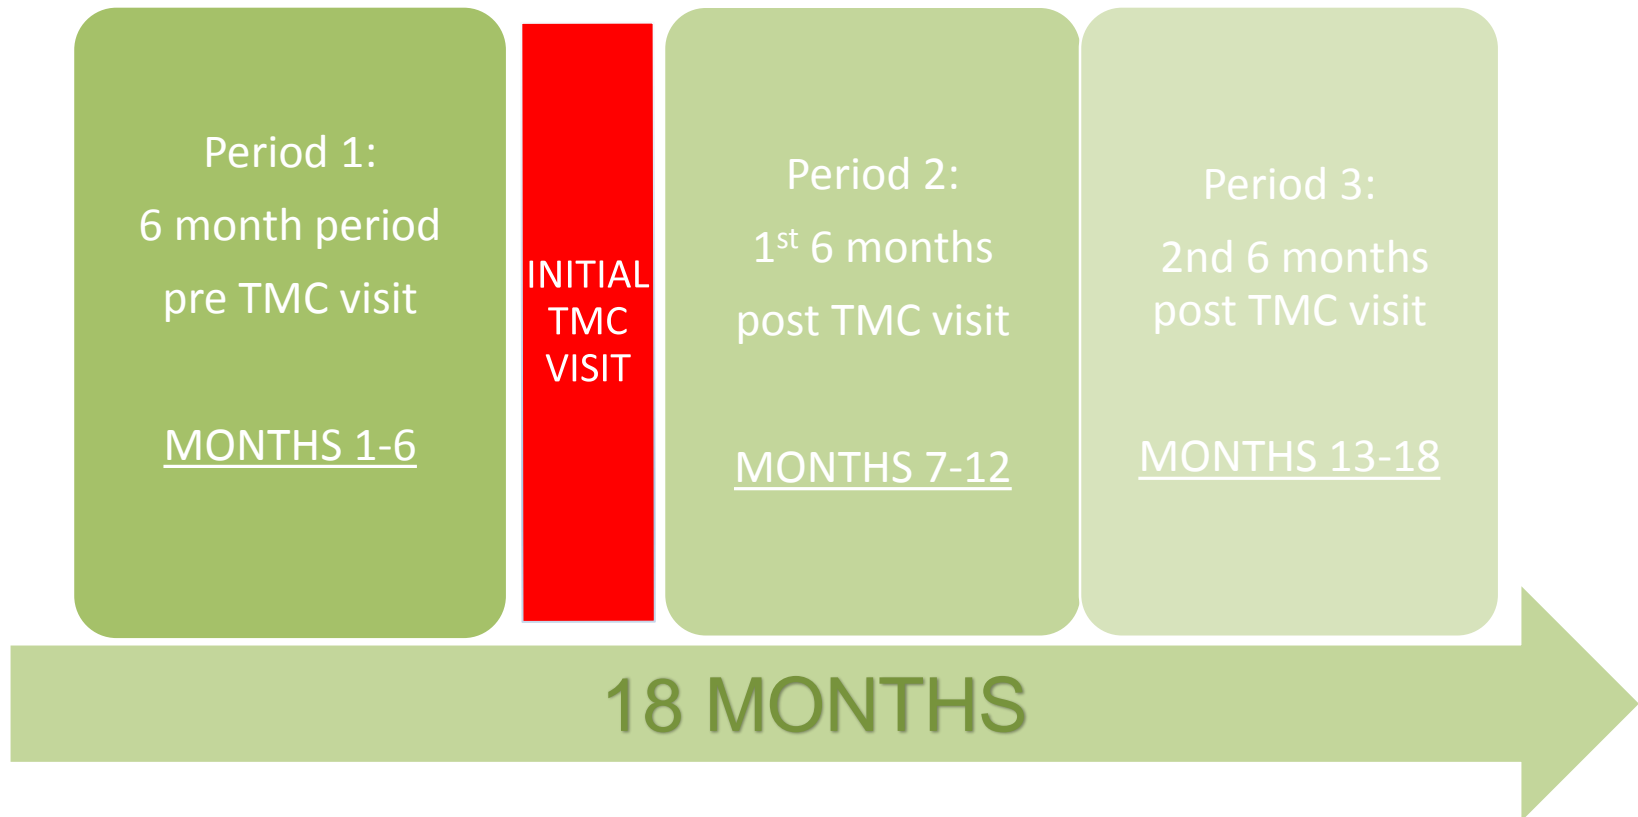 Period 1:
6 month period
pre TMC visit
MONTHS 1-6
INITIAL
TMC
VISIT
Period 2:
1st 6 months
post TMC visit
MONTHS 7-12
Period 3:
2nd 6 months
post TMC visit
MONTHS 13-18
18 MONTHS